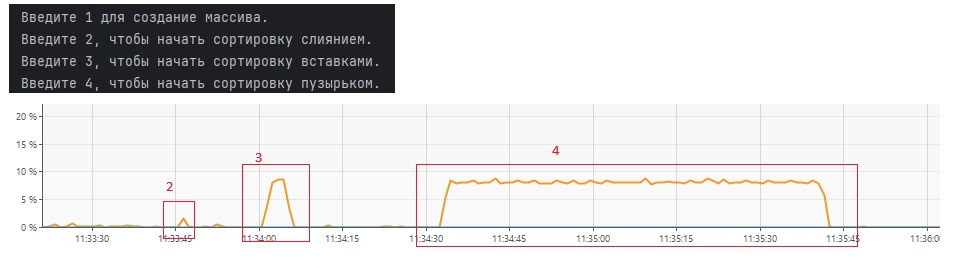 Введите 1 для создание массива.
Введите 2, чтобы начать сортировку слиянием.
Введите 3, чтобы начать сортировку вставками.
Введите 4, чтобы начать сортировку пузырьком.
20 %
15 %
10 %
5 %
0 %
2
3
4
11:33:30 11:33:45 11:34:00 11:34:15 11:34:30 11:34:45 11:35:00 11:35:15 11:35:30 11:35:45 11:36:0